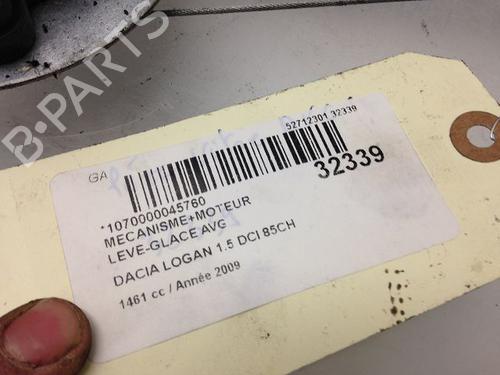 B-PARTS
GA
52712301 32339
32339
*1070000045760
MECANISME+MOTEUR
LEVE-GLACE AVG
DACIA LOGAN 1.5 DCI 85CH
1461 cc / Année 2009